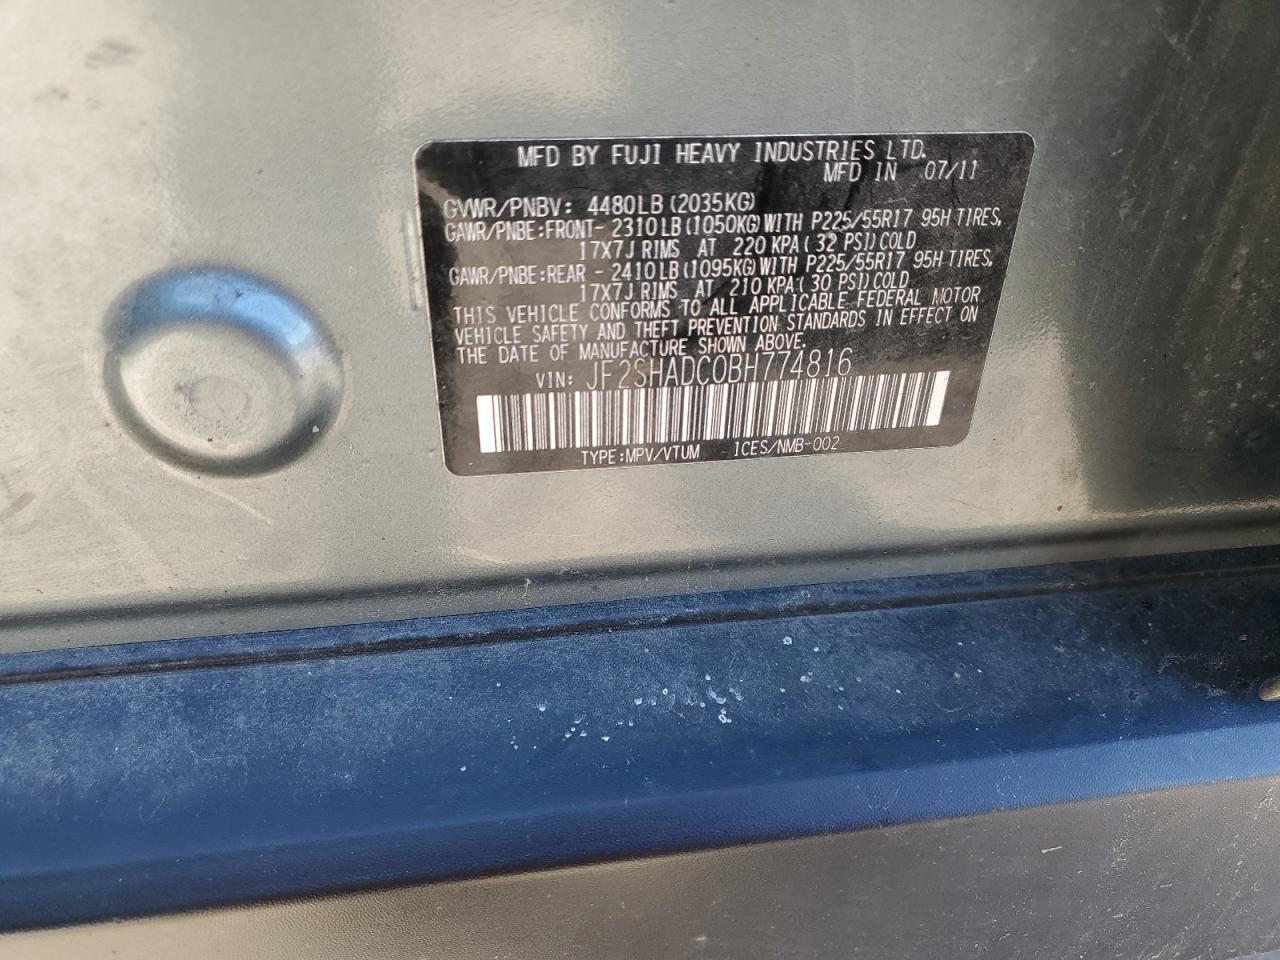 MFD BY FUJI HEAVY INDUSTRIES LTD.
MFD IN 07/11
GVWR/PNBV: 4480LB(2035KG)
GAWR/PNBE:FRONT- 2310LB(1050KG)WITH P225/55R17 95H TIRES,
17X7J RIMS AT 220 KPA( 32 PSI)COLD
GAWR/PNBE:REAR - 2410LB(1095KG)WITH P225/55R17 95H TIRES,
17X7J RIMS AT 210 KPA( 30 PSI)COLD
THIS VEHICLE CONFORMS TO ALL APPLICABLE FEDERAL MOTOR
VEHICLE SAFETY AND THEFT PREVENTION STANDARDS IN EFFECT ON
THE DATE OF MANUFACTURE SHOWN ABOVE.
VIN: JF2SHADC0BH774816
TYPE:MPV/VTUM ICES/NMB-002